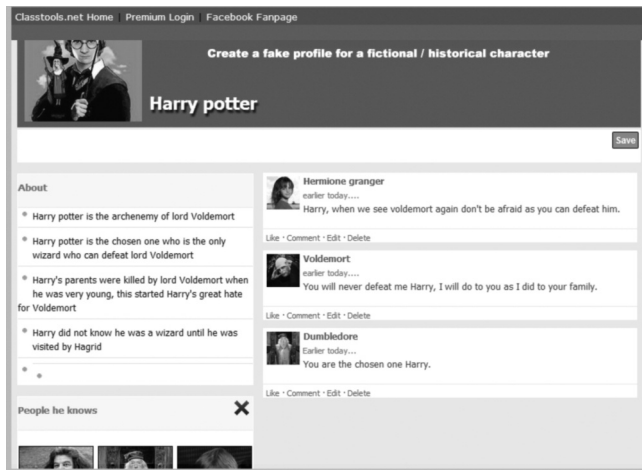 Classtools.net Home | Premium Login | Facebook Fanpage
Create a fake profile for a fictional / historical character
Harry potter
Save
About
Harry potter is the archenemy of lord Voldemort
Harry potter is the chosen one who is the only
wizard who can defeat lord Voldemort
Harry's parents were killed by lord Voldemort when
he was very young, this started Harry's great hate
for Voldemort
Harry did not know he was a wizard until he was
visited by Hagrid
People he knows
Hermione granger
earlier today....
Harry, when we see voldemort again don't be afraid as you can defeat him.
Like · Comment · Edit · Delete
Voldemort
earlier today....
You will never defeat me Harry, I will do to you as I did to your family.
Like · Comment · Edit · Delete
Dumbledore
Earlier today...
You are the chosen one Harry.
Like · Comment · Edit · Delete